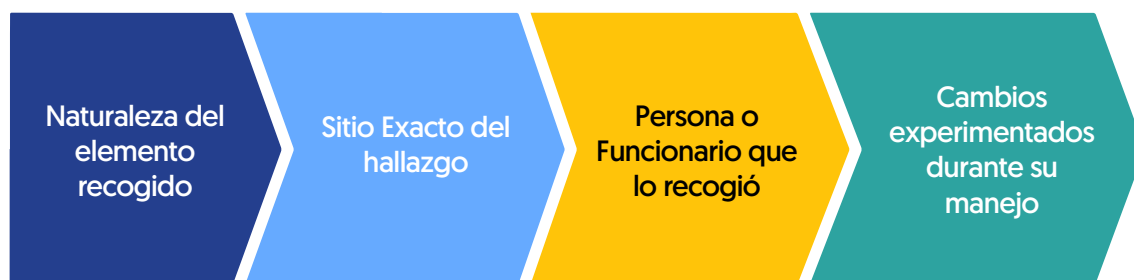 Naturaleza del
elemento
recogido
Sitio Exacto del
hallazgo
Persona o
Funcionario que
lo recogió
Cambios
experimentados
durante su
manejo